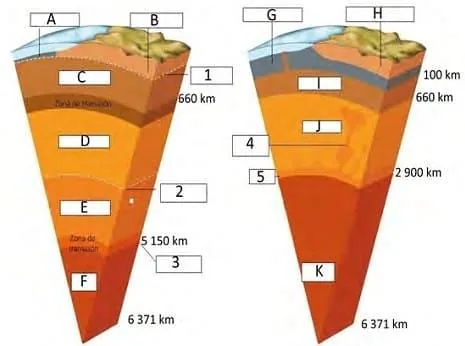 A
B
C
1
Zona de transición
660 km
D
2
E
Zona de
transición
5 150 km
3
F
6 371 km
G
H
100 km
I
660 km
J
4
5
2 900 km
K
6 371 km